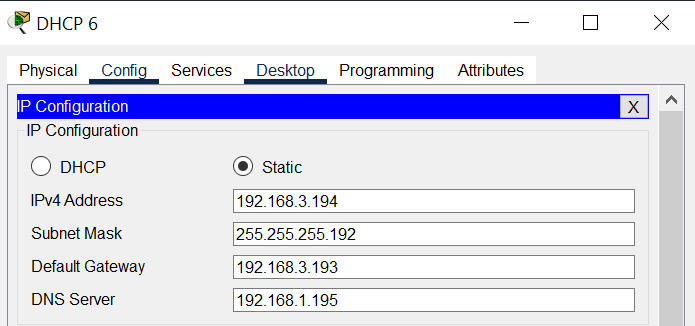 DHCP 6
Physical Config Services Desktop Programming Attributes
IP Configuration X
IP Configuration
DHCP Static
IPv4 Address 192.168.3.194
Subnet Mask 255.255.255.192
Default Gateway 192.168.3.193
DNS Server 192.168.1.195